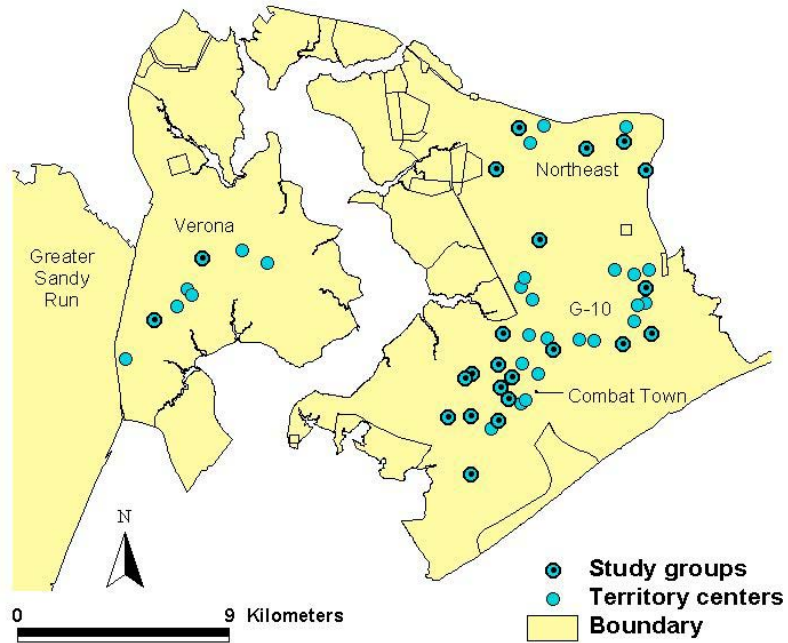 Northeast
Verona
Greater
Sandy
Run
G-10
Combat Town
N
Study groups
Territory centers
Boundary
0 9 Kilometers